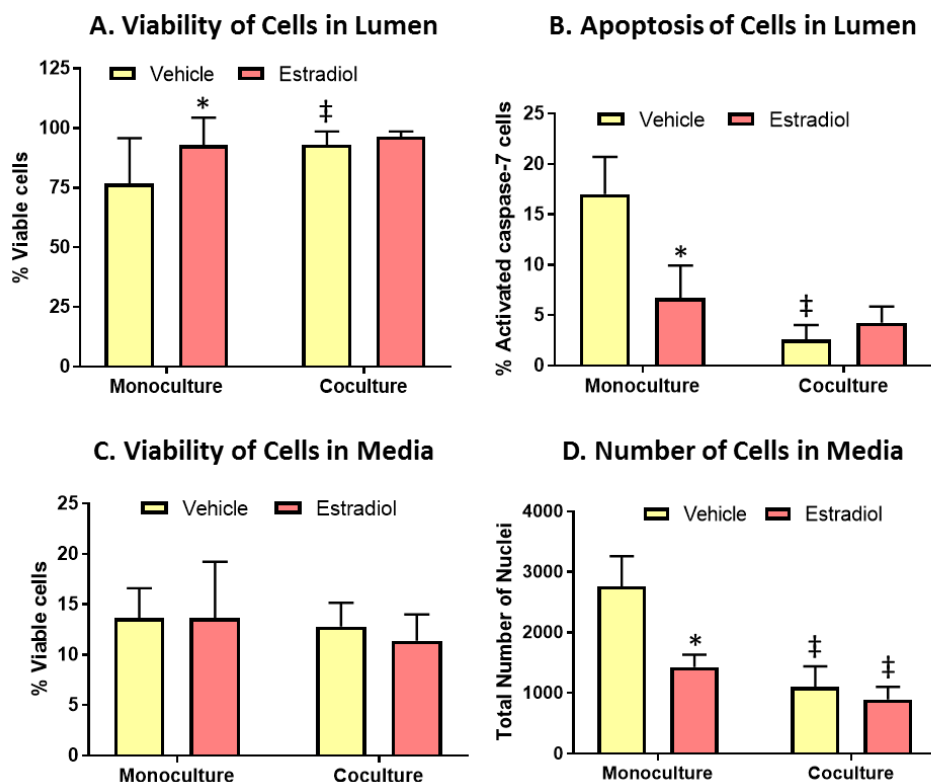 A. Viability of Cells in Lumen
Vehicle Estradiol
% Viable cells
125
100
75
50
25
0
*
‡
Monoculture Coculture
B. Apoptosis of Cells in Lumen
Vehicle Estradiol
% Activated caspase-7 cells
25
20
15
10
5
0
*
‡
Monoculture Coculture
C. Viability of Cells in Media
Vehicle Estradiol
% Viable cells
25
20
15
10
5
0
Monoculture Coculture
D. Number of Cells in Media
Vehicle Estradiol
Total Number of Nuclei
4000
3000
2000
1000
0
*
‡
‡
Monoculture Coculture